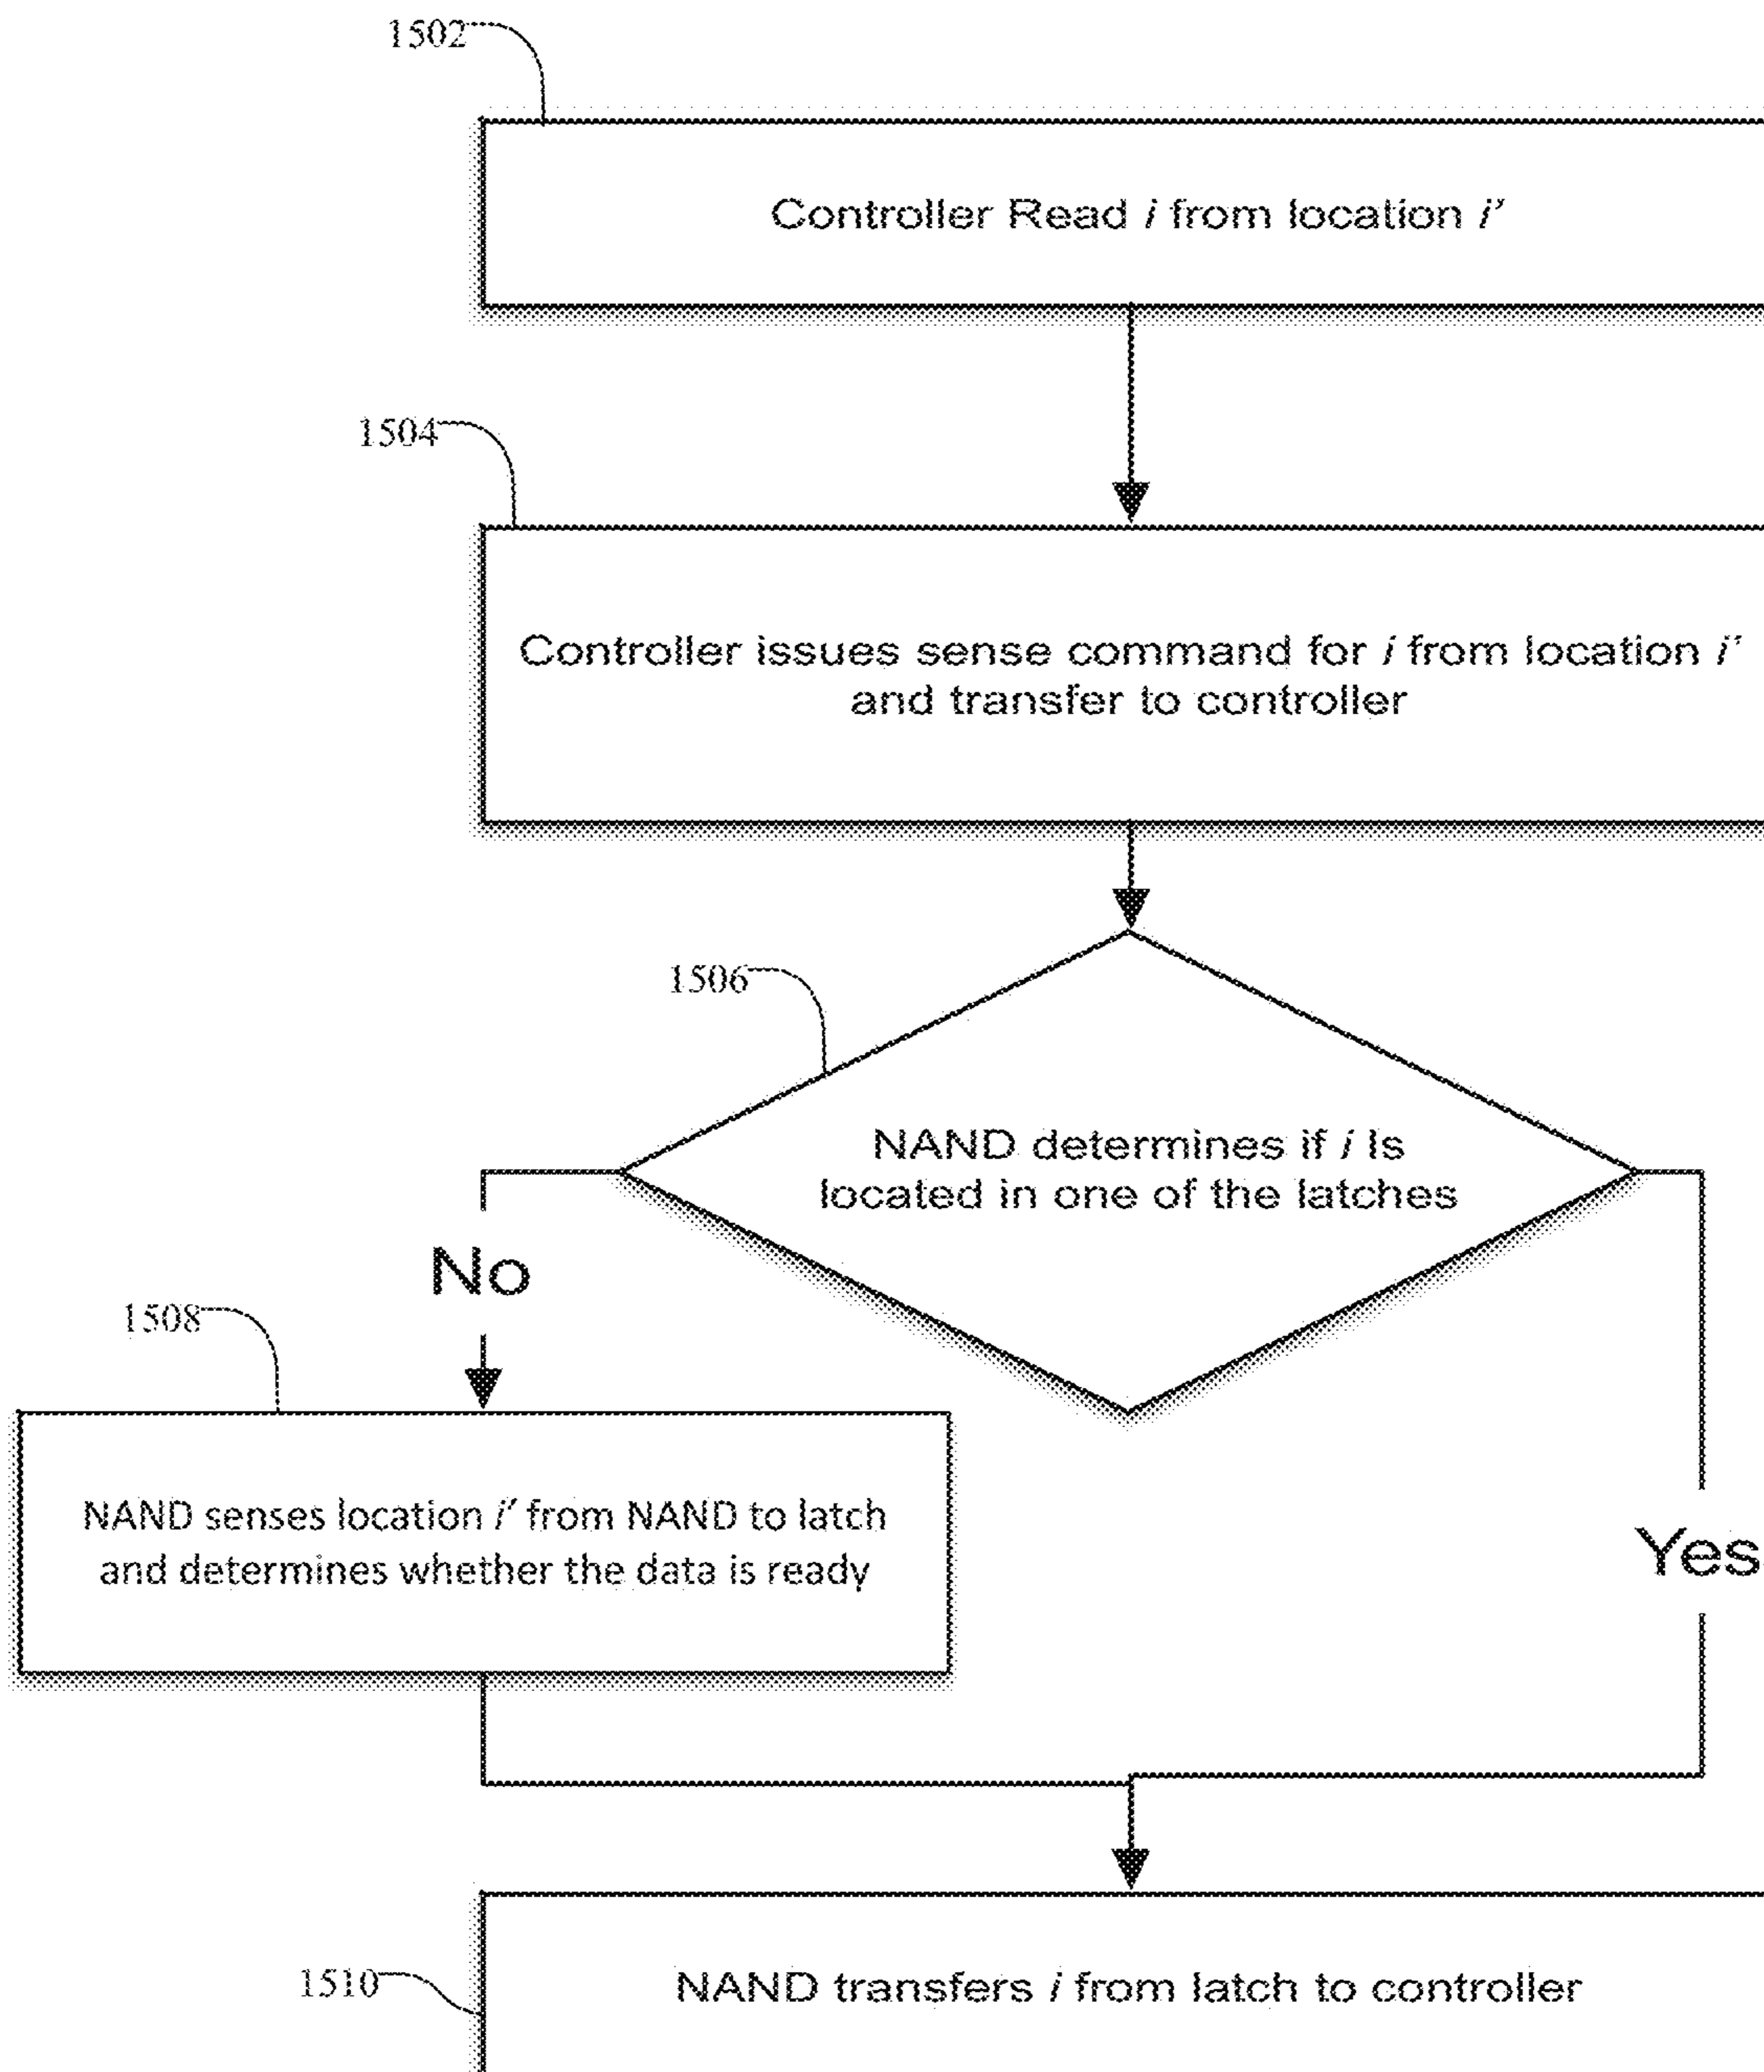 1502
Controller Read i from location i'
1504
Controller issues sense command for i from location i'
and transfer to controller
1506
NAND determines if i Is
located in one of the latches
No
1508
NAND senses location i' from NAND to latch
and determines whether the data is ready
Yes
1510
NAND transfers i from latch to controller